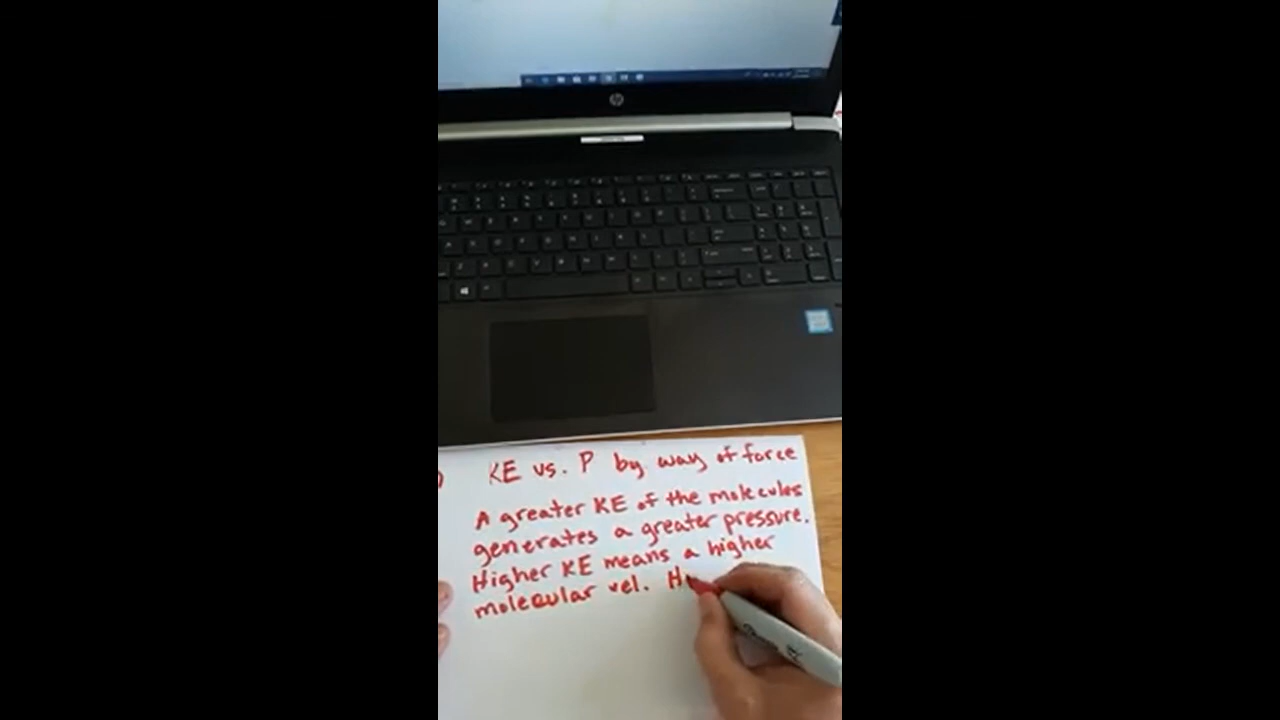 hp
KE vs. P by way of force
A greater KE of the molecules
generates a greater pressure.
Higher KE means a higher
molecular vel. H